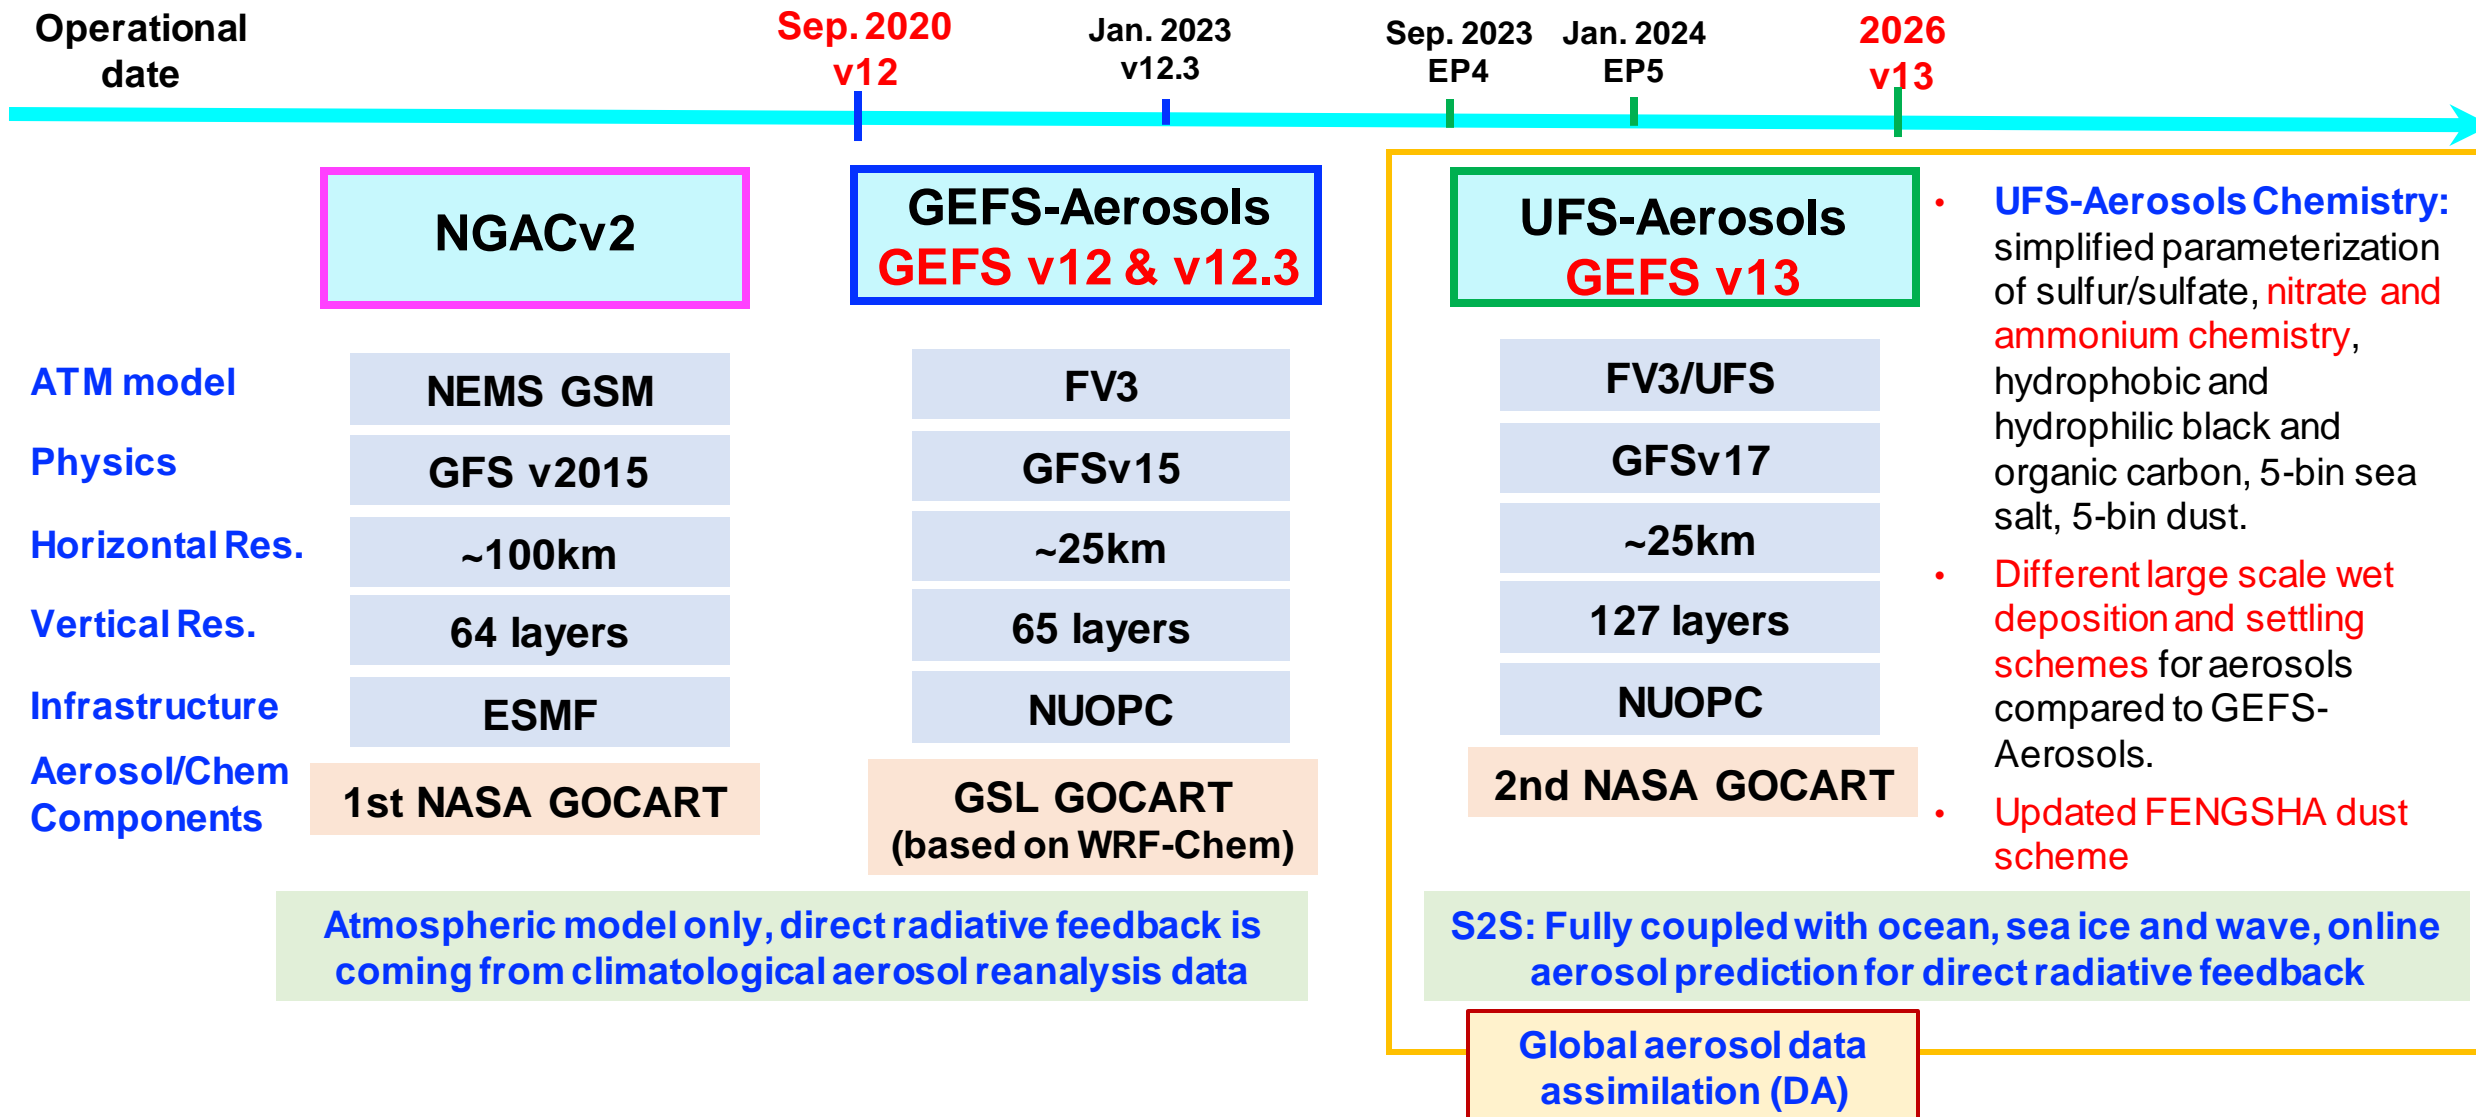 Operational
date
Sep. 2020
v12
Jan. 2023
v12.3
Sep. 2023
EP4
Jan. 2024
EP5
2026
v13
NGACv2
GEFS-Aerosols
GEFS v12 & v12.3
UFS-Aerosols
GEFS v13
ATM model
NEMS GSM
FV3
FV3/UFS
Physics
GFS v2015
GFSv15
GFSv17
Horizontal Res.
~100km
~25km
~25km
Vertical Res.
64 layers
65 layers
127 layers
Infrastructure
ESMF
NUOPC
NUOPC
Aerosol/Chem
Components
1st NASA GOCART
GSL GOCART
(based on WRF-Chem)
2nd NASA GOCART
• UFS-Aerosols Chemistry:
simplified parameterization
of sulfur/sulfate, nitrate and
ammonium chemistry,
hydrophobic and
hydrophilic black and
organic carbon, 5-bin sea
salt, 5-bin dust.
• Different large scale wet
deposition and settling
schemes for aerosols
compared to GEFS-
Aerosols.
• Updated FENGSHA dust
scheme
Atmospheric model only, direct radiative feedback is
coming from climatological aerosol reanalysis data
S2S: Fully coupled with ocean, sea ice and wave, online
aerosol prediction for direct radiative feedback
Global aerosol data
assimilation (DA)